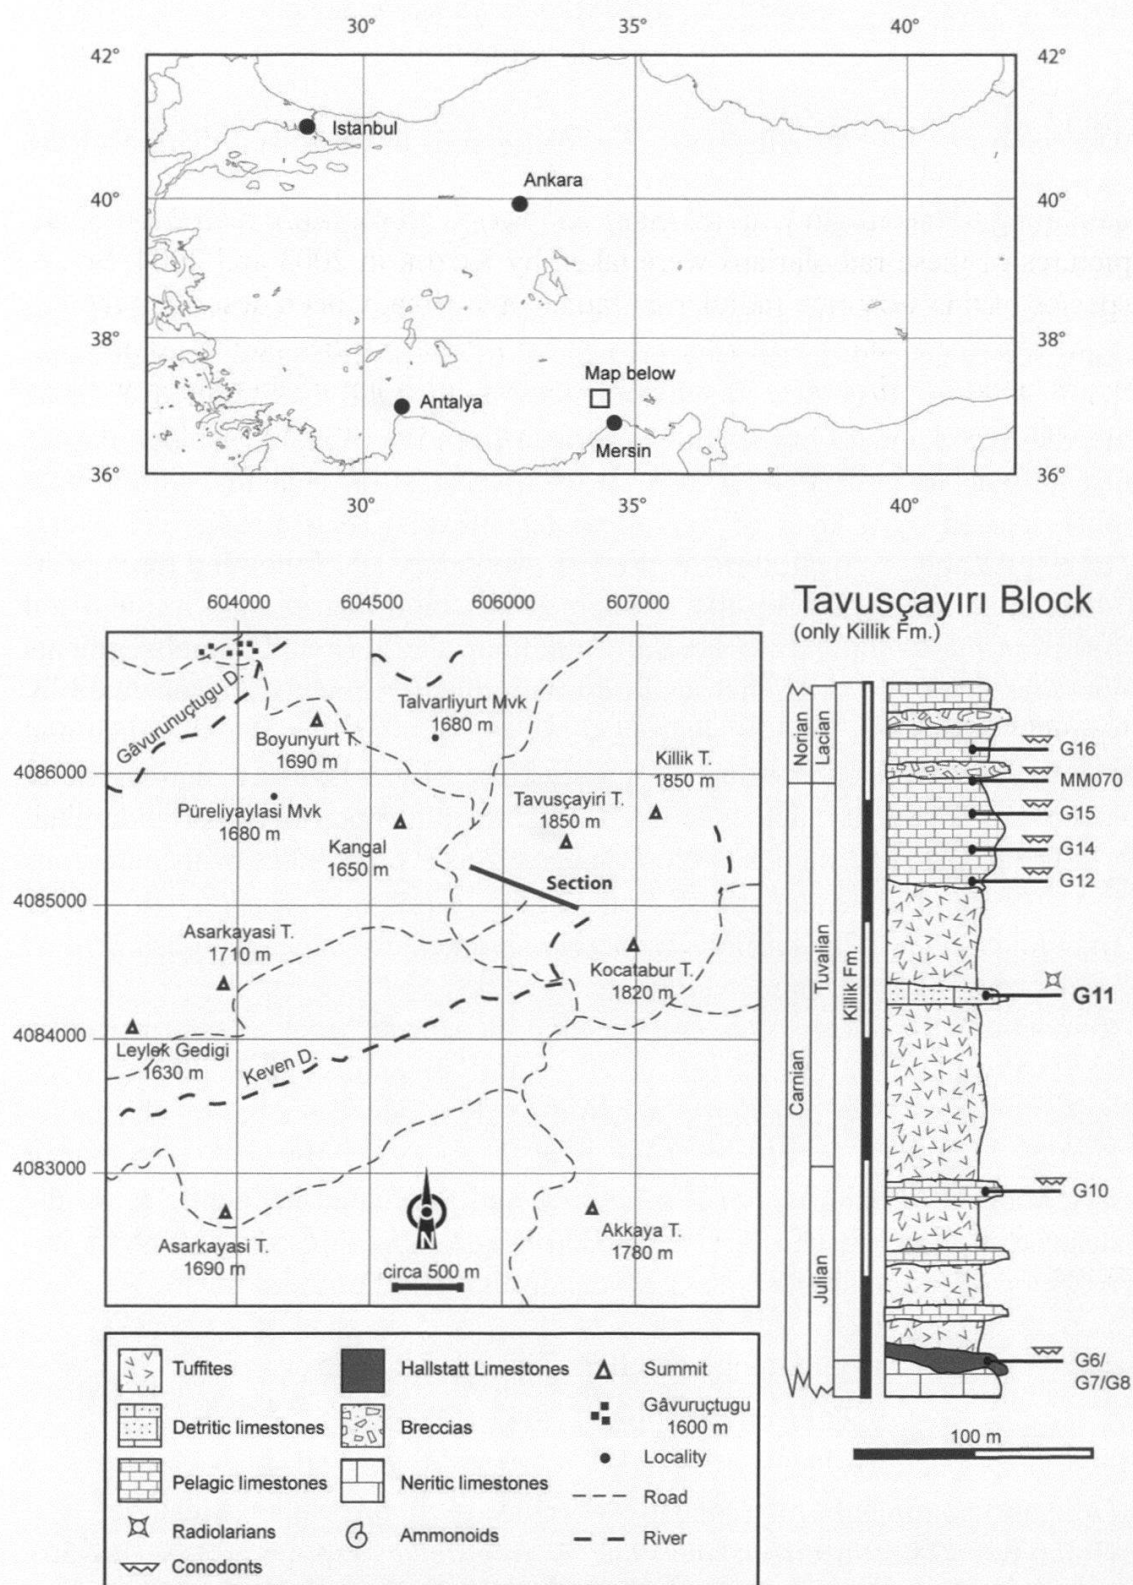 30° 35° 40°
42° 42°
Istanbul
Ankara
40° 40°
38° 38°
Map below
Antalya
Mersin
36° 36°
30° 35° 40°
604000 604500 606000 607000
Gâvurunuçtugu D.
Talvarliyurt Mvk
1680 m
Boyunyurt T.
1690 m
Killik T.
1850 m
4086000
Püreliyaylasi Mvk
1680 m
Tavusçayiri T.
1850 m
Kangal
1650 m
Section
4085000
Asarkayasi T.
1710 m
Kocatabur T.
1820 m
4084000
Leylek Gedigi
1630 m
Keven D.
4083000
Asarkayasi T.
1690 m
N
circa 500 m
Akkaya T.
1780 m
Tavusçayırı Block
(only Killik Fm.)
Norian
Lacian
Carnian
Tuvalian
Julian
Killik Fm.
G16
MM070
G15
G14
G12
G11
G10
G6/
G7/G8
100 m
Tuffites
Detritic limestones
Pelagic limestones
Radiolarians
Conodonts
Hallstatt Limestones
Breccias
Neritic limestones
Ammonoids
Summit
Gâvuruçtugu
1600 m
Locality
Road
River